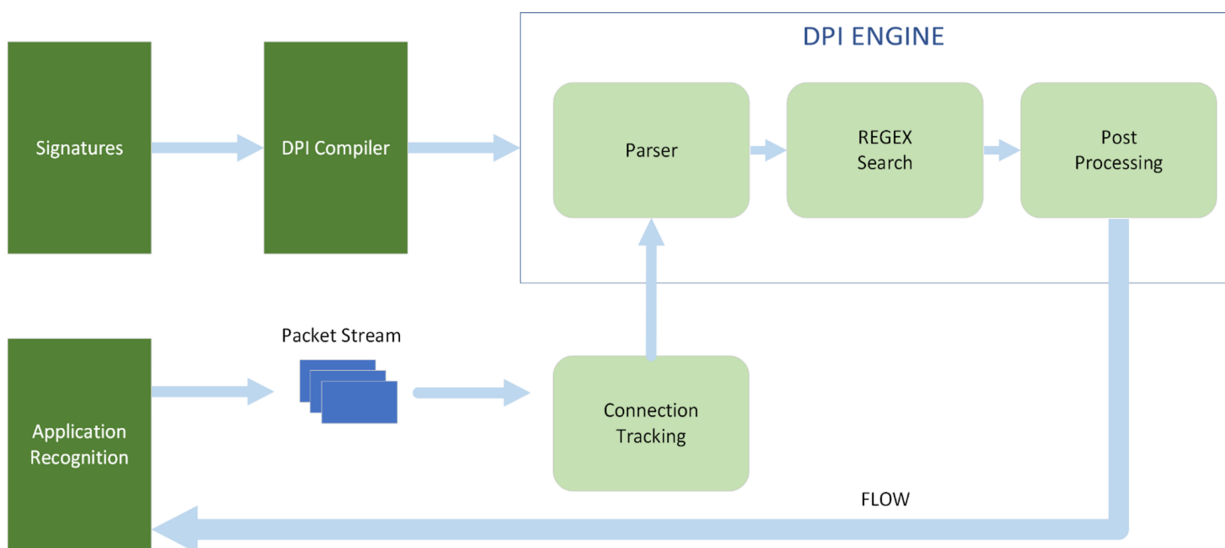 DPI ENGINE
Signatures
DPI Compiler
Parser
REGEX
Search
Post
Processing
Packet Stream
Application
Recognition
Connection
Tracking
FLOW